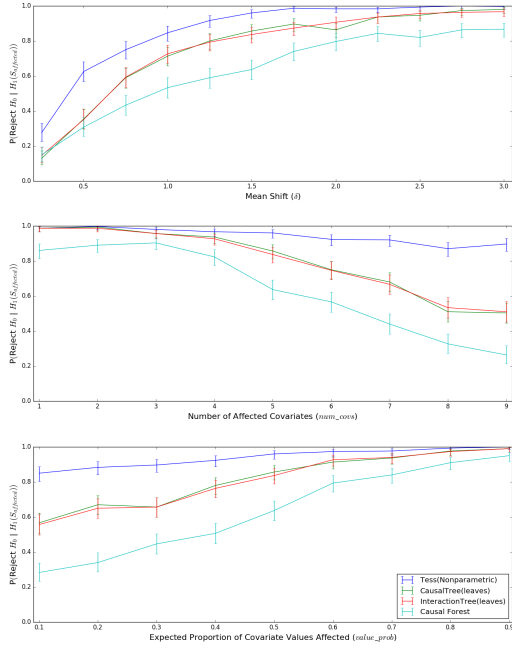 1.0
0.8
0.6
0.4
0.2
0.0
P(Reject H₀ | H₁(S_affected))
0.5 1.0 1.5 2.0 2.5 3.0
Mean Shift (δ)
1.0
0.8
0.6
0.4
0.2
0.0
P(Reject H₀ | H₁(S_affected))
1 2 3 4 5 6 7 8 9
Number of Affected Covariates (num_covs)
1.0
0.8
0.6
0.4
0.2
0.0
P(Reject H₀ | H₁(S_affected))
Tess(Nonparametric)
CausalTree(leaves)
InteractionTree(leaves)
Causal Forest
0.1 0.2 0.3 0.4 0.5 0.6 0.7 0.8 0.9
Expected Proportion of Covariate Values Affected (value_prob)